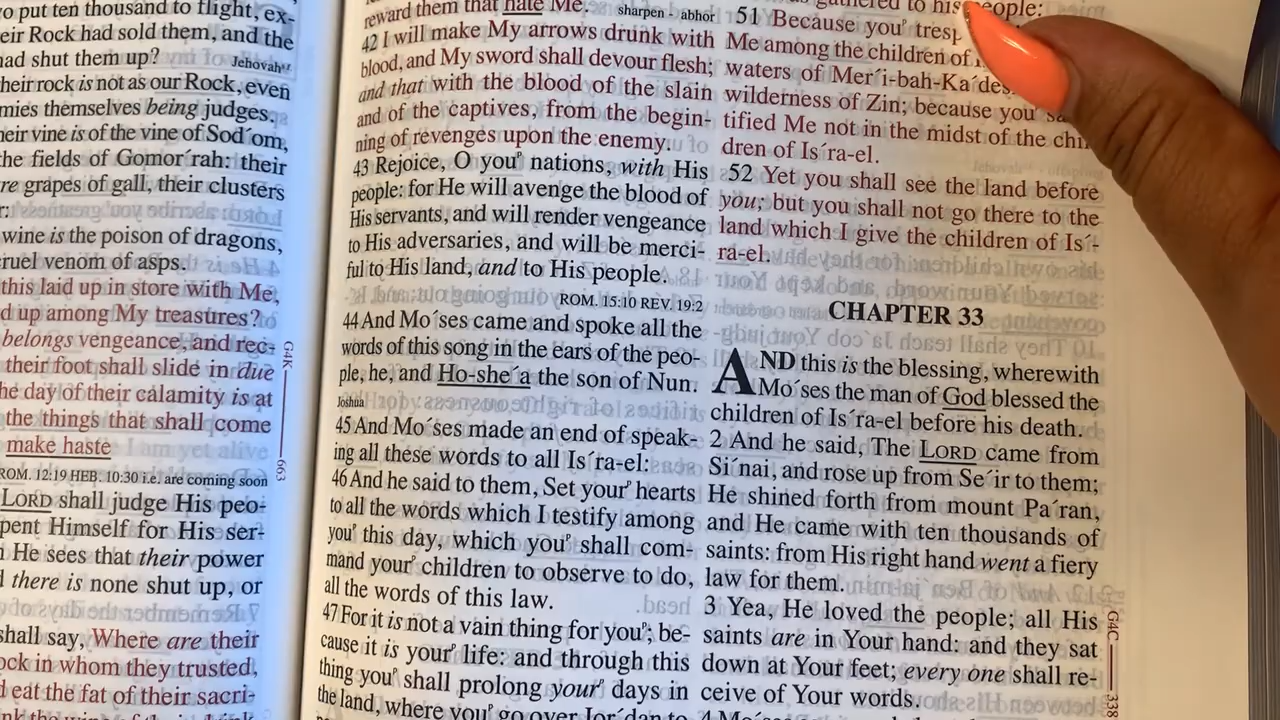 o put ten thousand to flight, ex-
eir Rock had sold them, and the
had shut them up?
Jehovah
heir rock is not as our Rock, even
mies themselves being judges.
heir vine is of the vine of Sod´om,
the fields of Gomor´rah: their
re grapes of gall, their clusters
r:
wine is the poison of dragons,
ruel venom of asps.
this laid up in store with Me,
d up among My treasures?
belongs vengeance, and rec-
their foot shall slide in due
he day of their calamity is at
the things that shall come
make haste
ROM. 12:19 HEB. 10:30 i.e. are coming soon
LORD shall judge His peo-
pent Himself for His ser-
n He sees that their power
d there is none shut up, or
shall say, Where are their
ock in whom they trusted,
d eat the fat of their sacri-
G4K
663
reward them that hate Me.
sharpen - abhor
42 I will make My arrows drunk with
blood, and My sword shall devour flesh;
and that with the blood of the slain
and of the captives, from the begin-
ning of revenges upon the enemy.
43 Rejoice, O youᵖ nations, with His
people: for He will avenge the blood of
His servants, and will render vengeance
to His adversaries, and will be merci-
ful to His land, and to His people.
ROM. 15:10 REV. 19:2
44 And Mo´ses came and spoke all the
words of this song in the ears of the peo-
ple, he, and Ho-she´a the son of Nun.
Joshua
45 And Mo´ses made an end of speak-
ing all these words to all Is´ra-el:
46 And he said to them, Set yourᵖ hearts
to all the words which I testify among
youᵖ this day, which youᵖ shall com-
mand yourᵖ children to observe to do,
all the words of this law.
47 For it is not a vain thing for youᵖ; be-
cause it is yourᵖ life: and through this
thing youᵖ shall prolong yourᵖ days in
the land, where youᵖ go over Jor´dan to
gathered to his people:
51 Because youᵖ tresp
Me among the children of
waters of Mer´i-bah-Ka´des
wilderness of Zin; because you
tified Me not in the midst of the chi
dren of Is´ra-el.
52 Yet you shall see the land before
you; but you shall not go there to the
land which I give the children of Is´-
ra-el.
CHAPTER 33
AND this is the blessing, wherewith
Mo´ses the man of God blessed the
children of Is´ra-el before his death.
2 And he said, The LORD came from
Si´nai, and rose up from Se´ir to them;
He shined forth from mount Pa´ran,
and He came with ten thousands of
saints: from His right hand went a fiery
law for them.
3 Yea, He loved the people; all His
saints are in Your hand: and they sat
down at Your feet; every one shall re-
ceive of Your words.
G4C
338